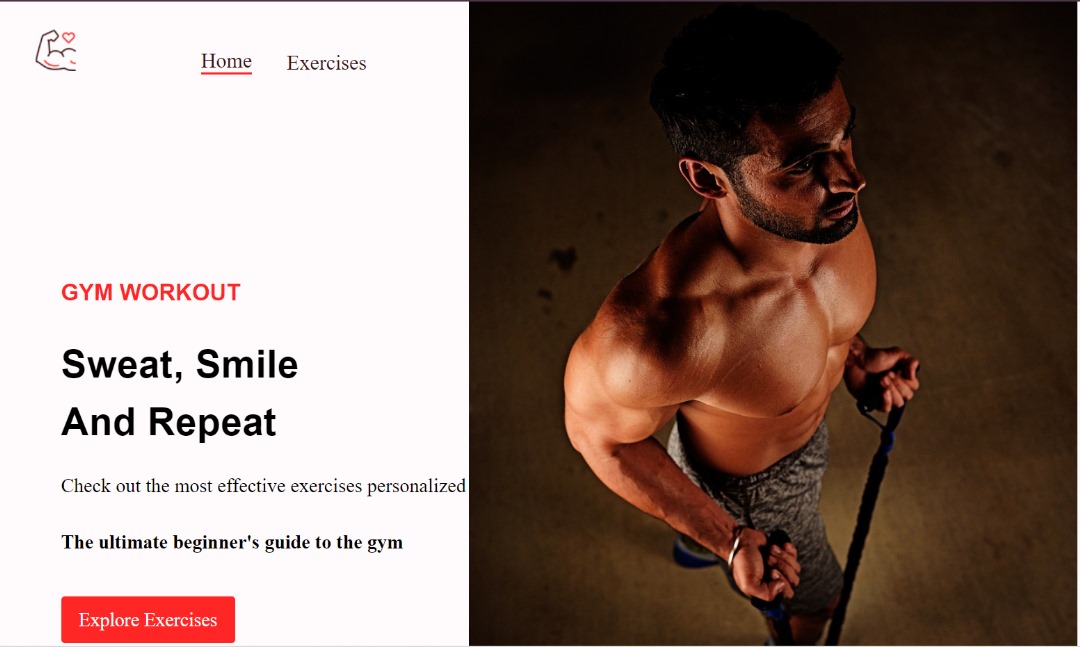 Home Exercises
GYM WORKOUT
Sweat, Smile
And Repeat
Check out the most effective exercises personalized
The ultimate beginner's guide to the gym
Explore Exercises